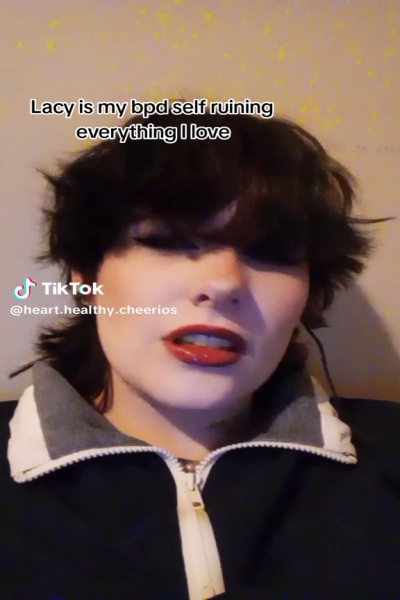 Lacy is my bpd self ruining
everything I love
TikTok
@heart.healthy.cheerios